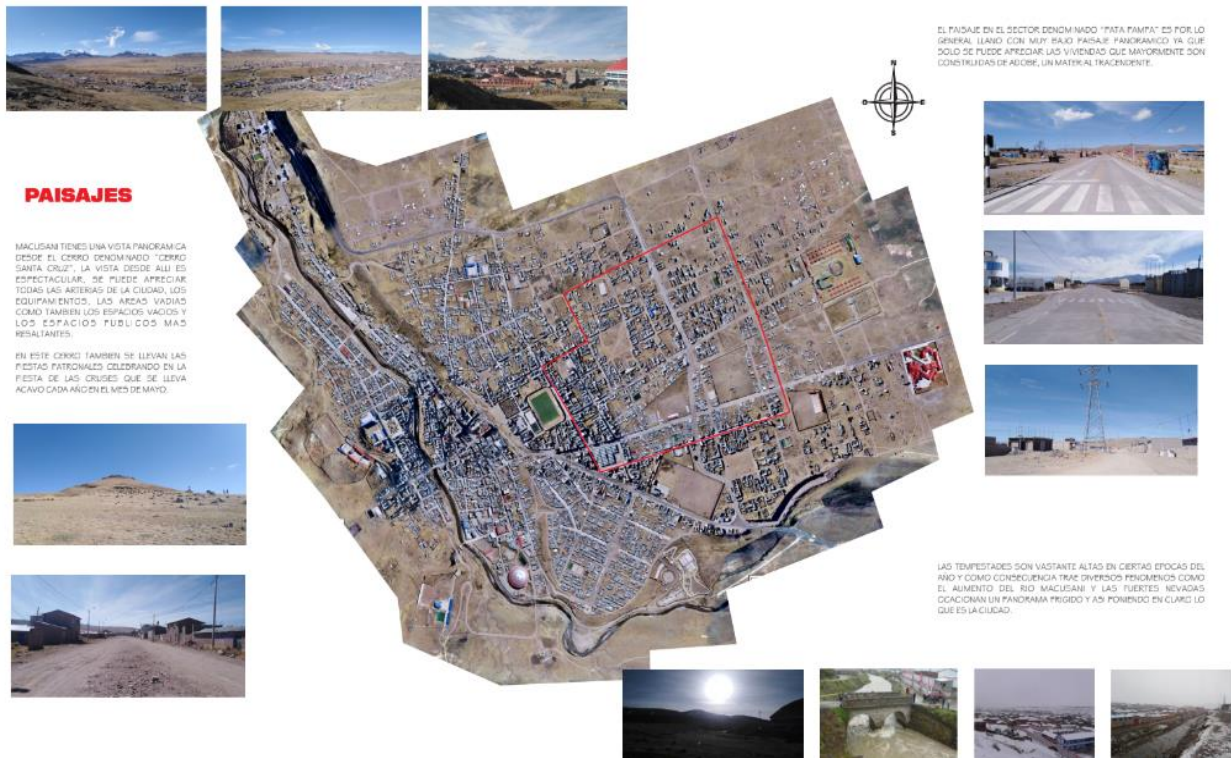 PAISAJES
MACUSANI TIENES UNA VISTA PANORAMICA
DESDE EL CERRO DENOMINADO "CERRO
SANTA CRUZ", LA VISTA DESDE ALLI ES
ESPECTACULAR, SE PUEDE APRECIAR
TODAS LAS ARTERIAS DE LA CIUDAD, LOS
EQUIPAMIENTOS, LAS AREAS VADIAS
COMO TAMBIEN LOS ESPACIOS VACIOS Y
LOS ESPACIOS PUBLICOS MAS
RESALTANTES.
EN ESTE CERRO TAMBIEN SE LLEVAN LAS
FIESTAS PATRONALES CELEBRANDO EN LA
FIESTA DE LAS CRUSES QUE SE LLEVA
ACAVO CADA AÑO EN EL MES DE MAYO.
EL PAISAJE EN EL SECTOR DENOMINADO "PATA PAMPA" ES POR LO
GENERAL LLANO CON MUY BAJO PAISAJE PANORAMICO YA QUE
SOLO SE PUEDE APRECIAR LAS VIVIENDAS QUE MAYORMENTE SON
CONSTRUIDAS DE ADOBE, UN MATERIAL TRACENDENTE.
N
O E
S
LAS TEMPESTADES SON VASTANTE ALTAS EN CIERTAS EPOCAS DEL
AÑO Y COMO CONSECUENCIA TRAE DIVERSOS FENOMENOS COMO
EL AUMENTO DEL RIO MACUSANI Y LAS FUERTES NEVADAS
OCACIONAN UN PANORAMA FRIGIDO Y ASI PONIENDO EN CLARO LO
QUE ES LA CIUDAD.